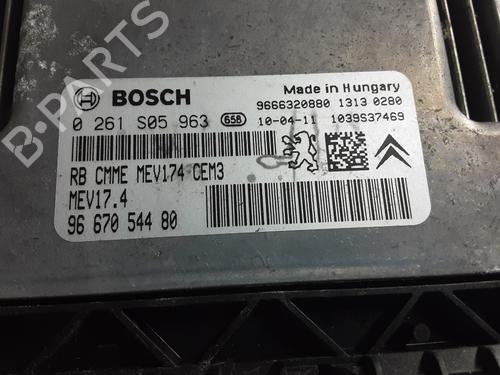 BOSCH
Made in Hungary
9666320880 1313 0280
0 261 S05 963 658 10-04-11 1039S37469
RB CMME MEV174 CEM3
MEV17.4
96 670 544 80